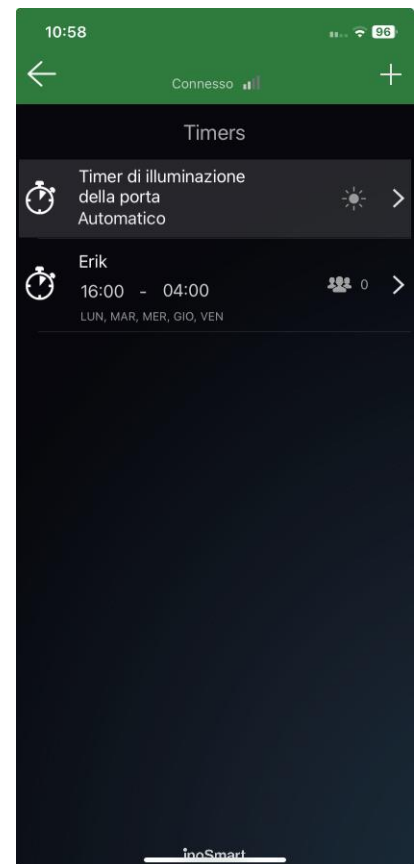 10:58
96
Connesso
Timers
Timer di illuminazione
della porta
Automatico
Erik
16:00 - 04:00
0
LUN, MAR, MER, GIO, VEN
inoSmart